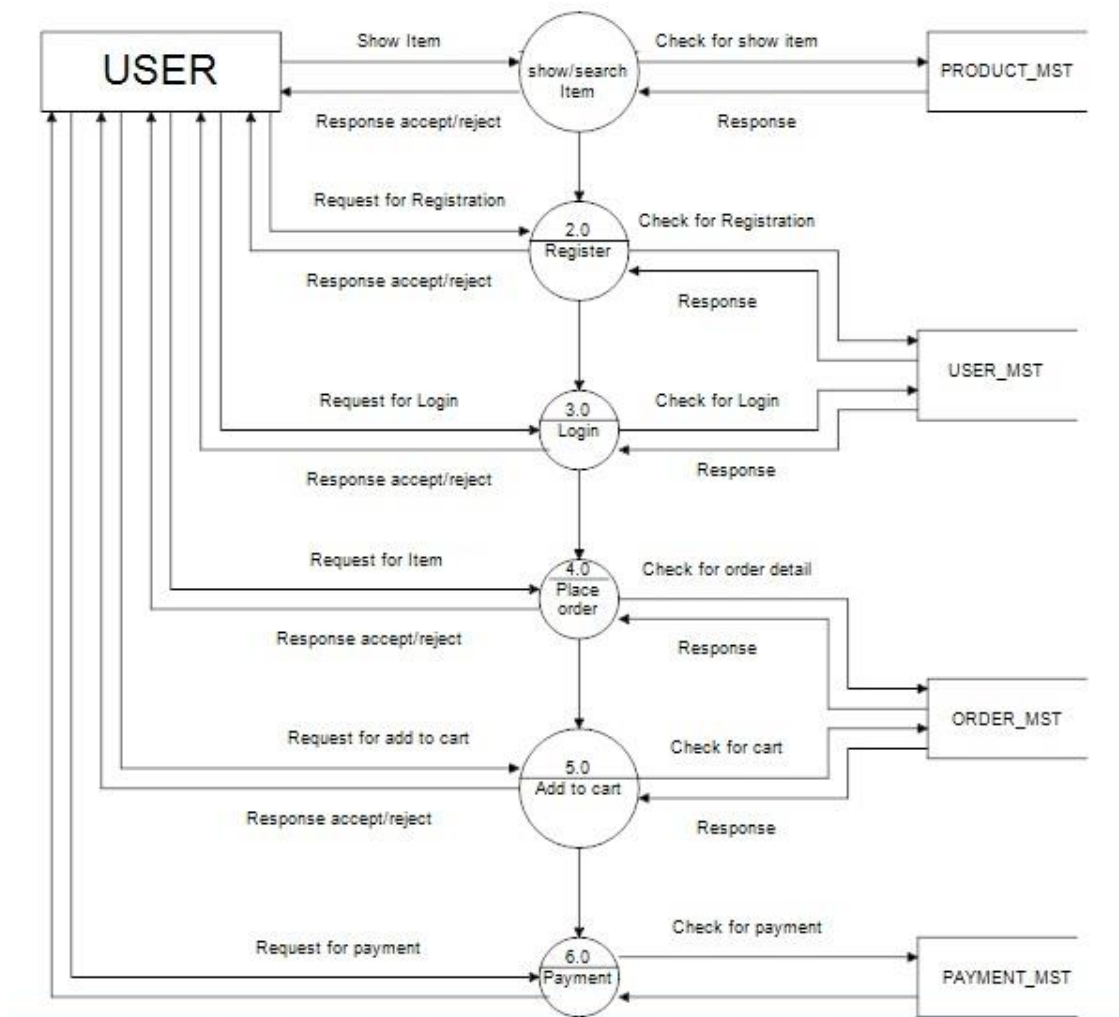 Show Item
Check for show item
USER
show/search
Item
PRODUCT_MST
Response accept/reject
Response
Request for Registration
2.0
Register
Check for Registration
Response accept/reject
Response
USER_MST
Request for Login
3.0
Login
Check for Login
Response accept/reject
Response
Request for Item
4.0
Place
order
Check for order detail
Response accept/reject
Response
ORDER_MST
Request for add to cart
5.0
Add to cart
Check for cart
Response accept/reject
Response
Check for payment
Request for payment
6.0
Payment
PAYMENT_MST